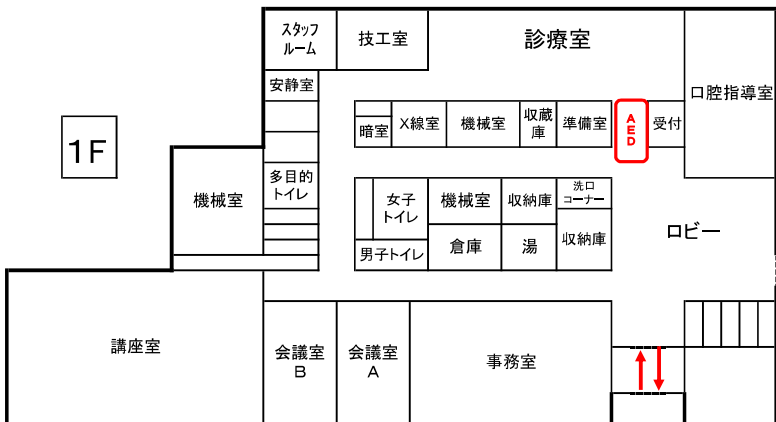 スタッフ
ルーム
技工室
診療室
安静室
口腔指導室
暗室
X線室
機械室
収蔵
庫
準備室
AED
受付
1F
多目的
トイレ
機械室
女子
トイレ
機械室
収納庫
洗口
コーナー
ロビー
男子トイレ
倉庫
湯
収納庫
講座室
会議室
B
会議室
A
事務室